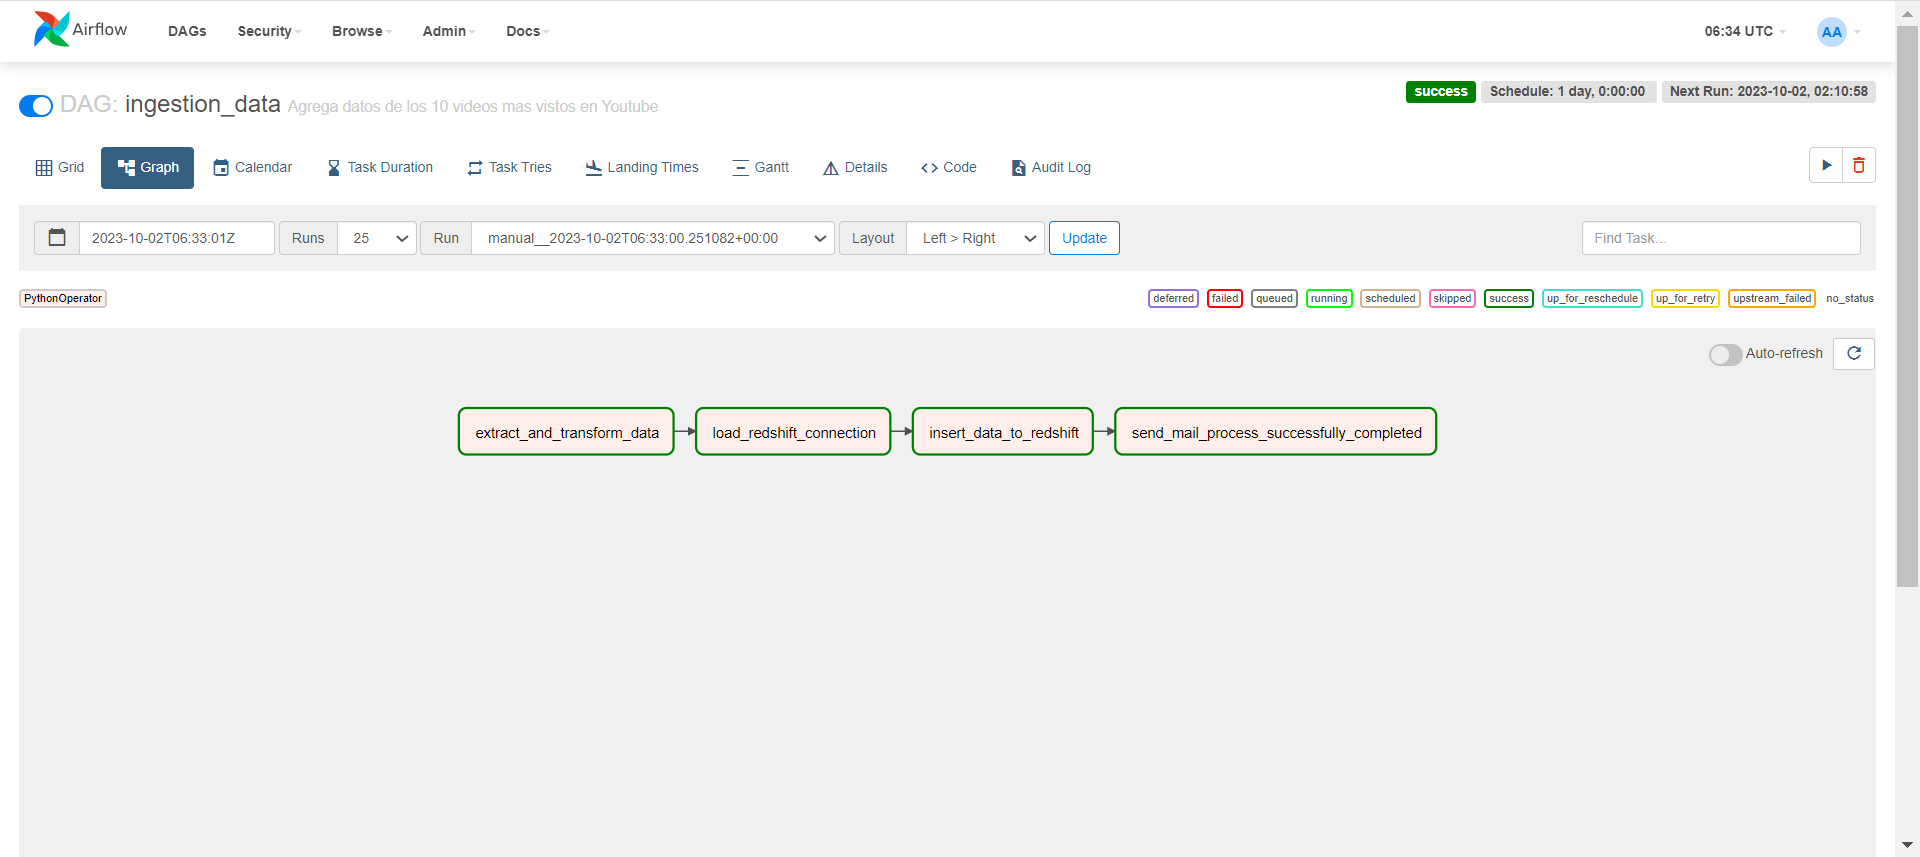 Airflow DAGs Security Browse Admin Docs 06:34 UTC AA
DAG: ingestion_data Agrega datos de los 10 videos mas vistos en Youtube
success Schedule: 1 day, 0:00:00 Next Run: 2023-10-02, 02:10:58
Grid Graph Calendar Task Duration Task Tries Landing Times Gantt Details Code Audit Log
2023-10-02T06:33:01Z Runs 25 Run manual__2023-10-02T06:33:00.251082+00:00 Layout Left > Right Update Find Task...
PythonOperator deferred failed queued running scheduled skipped success up_for_reschedule up_for_retry upstream_failed no_status
Auto-refresh
extract_and_transform_data load_redshift_connection insert_data_to_redshift send_mail_process_successfully_completed